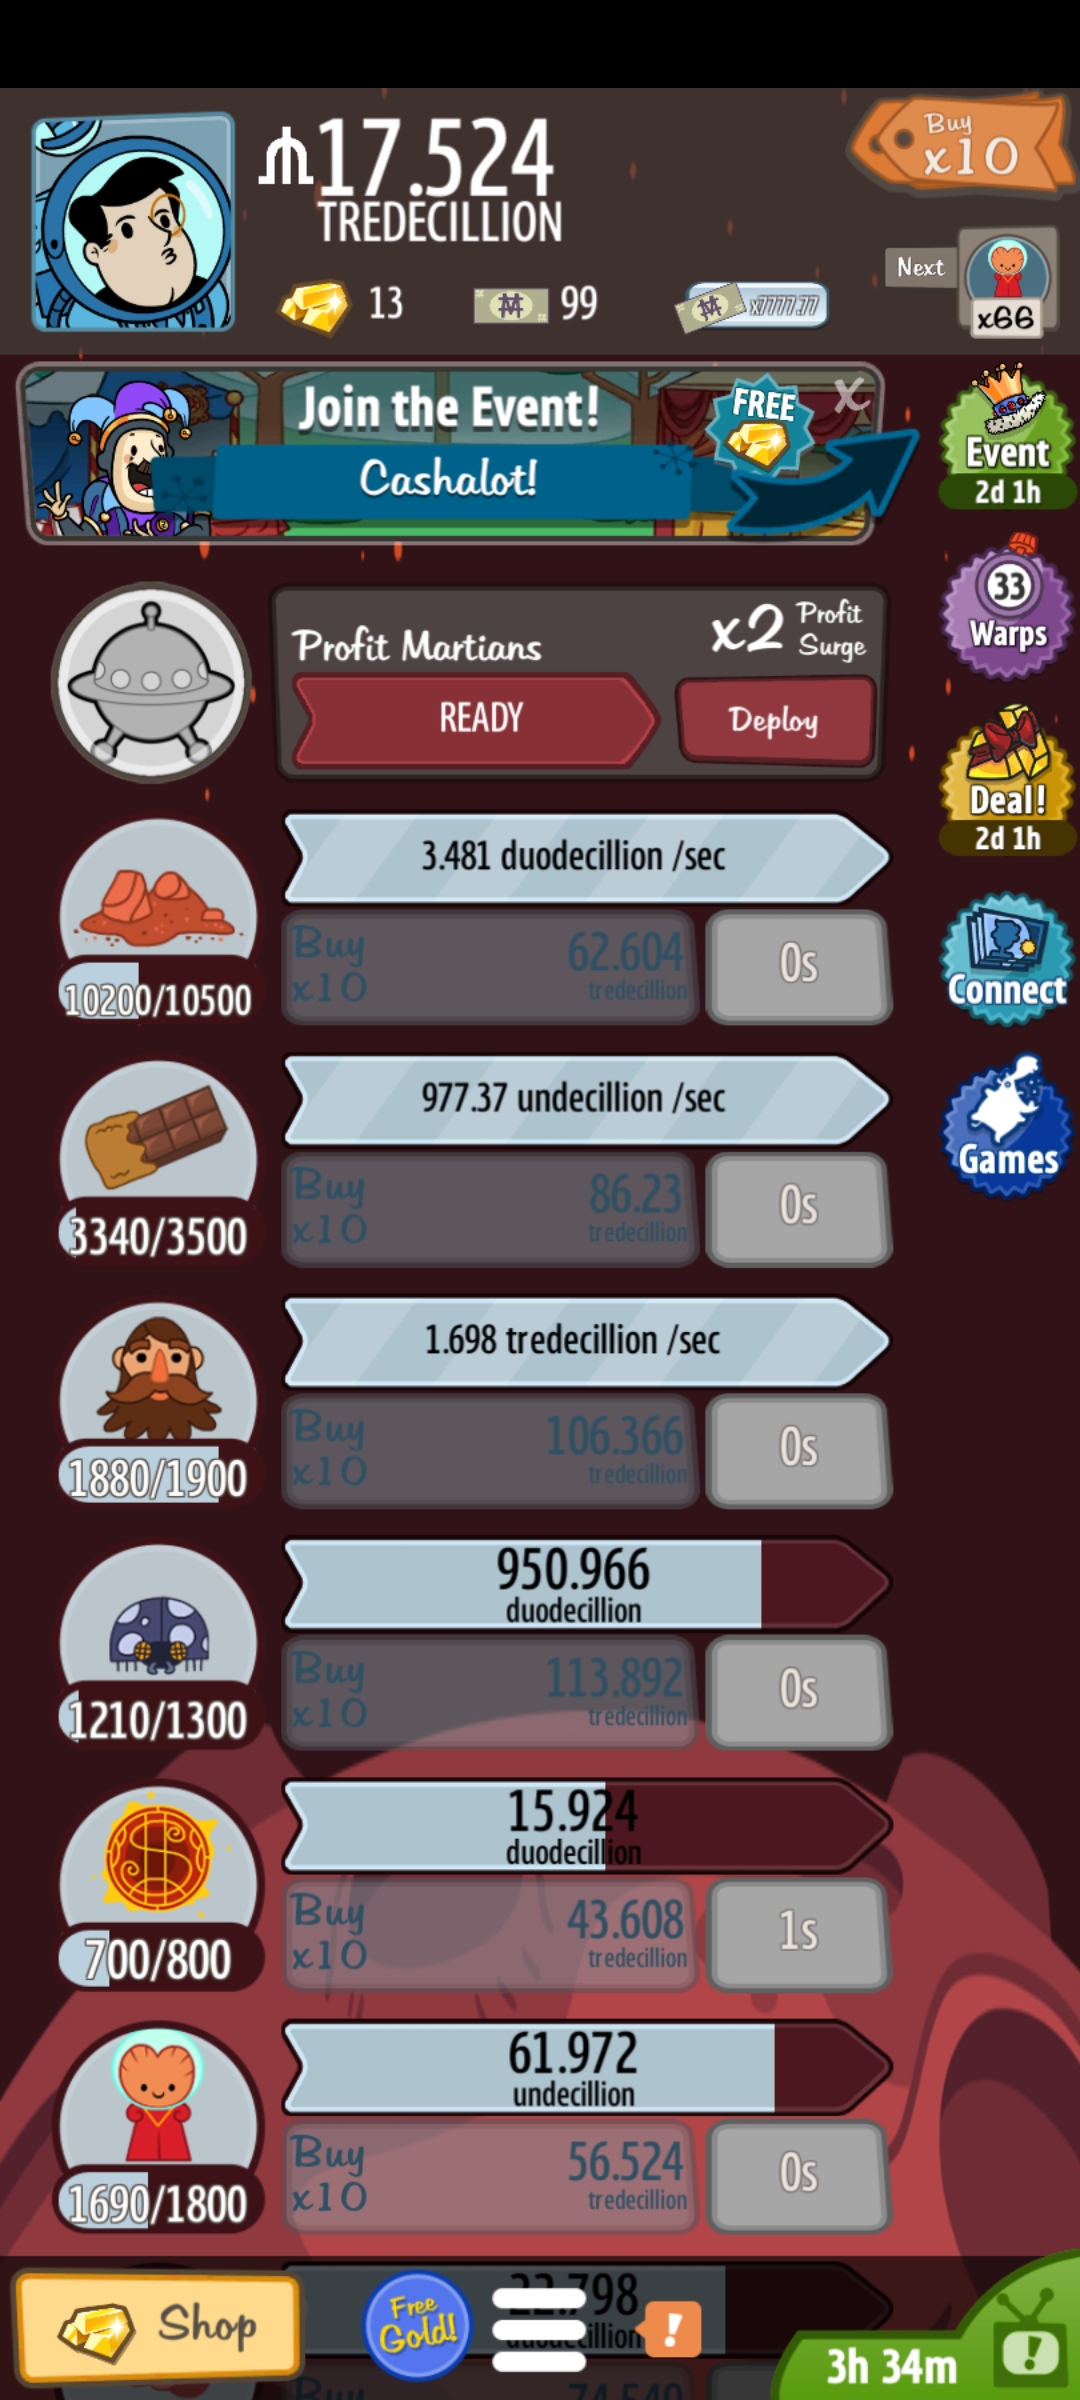 17.524
TREDECILLION
Buy
x10
13
99
x7777.77
Next
x66
Join the Event!
Cashalot!
FREE
X
Event
2d 1h
33
Warps
Profit Martians
x2 Profit
Surge
READY
Deploy
Deal!
2d 1h
3.481 duodecillion /sec
Buy
x10
62.604
tredecillion
0s
10200/10500
Connect
977.37 undecillion /sec
Buy
x10
86.23
tredecillion
0s
3340/3500
Games
1.698 tredecillion /sec
Buy
x10
106.366
tredecillion
0s
1880/1900
950.966
duodecillion
Buy
x10
113.892
tredecillion
0s
1210/1300
15.924
duodecillion
Buy
x10
43.608
tredecillion
1s
700/800
61.972
undecillion
Buy
x10
56.524
tredecillion
0s
1690/1800
Shop
Free
Gold!
!
3h 34m
!